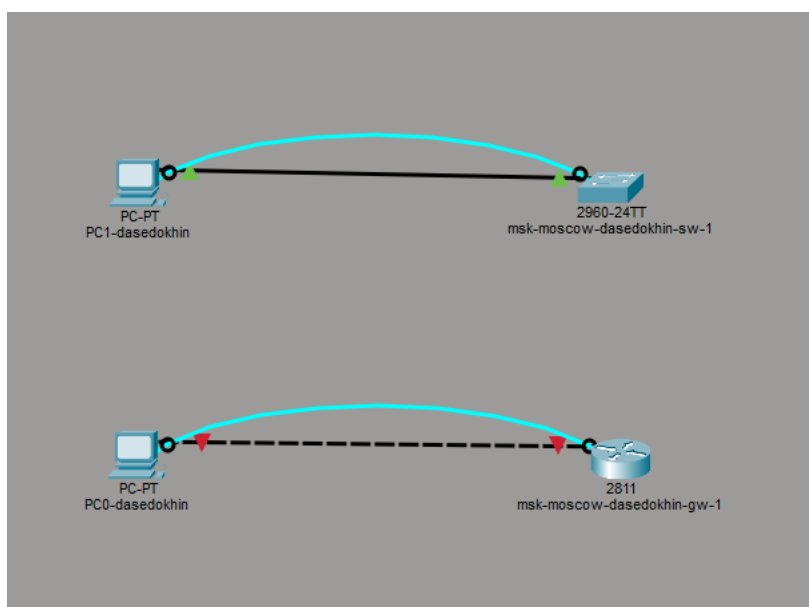 PC-PT
PC1-dasedokhin
2960-24TT
msk-moscow-dasedokhin-sw-1
PC-PT
PC0-dasedokhin
2811
msk-moscow-dasedokhin-gw-1